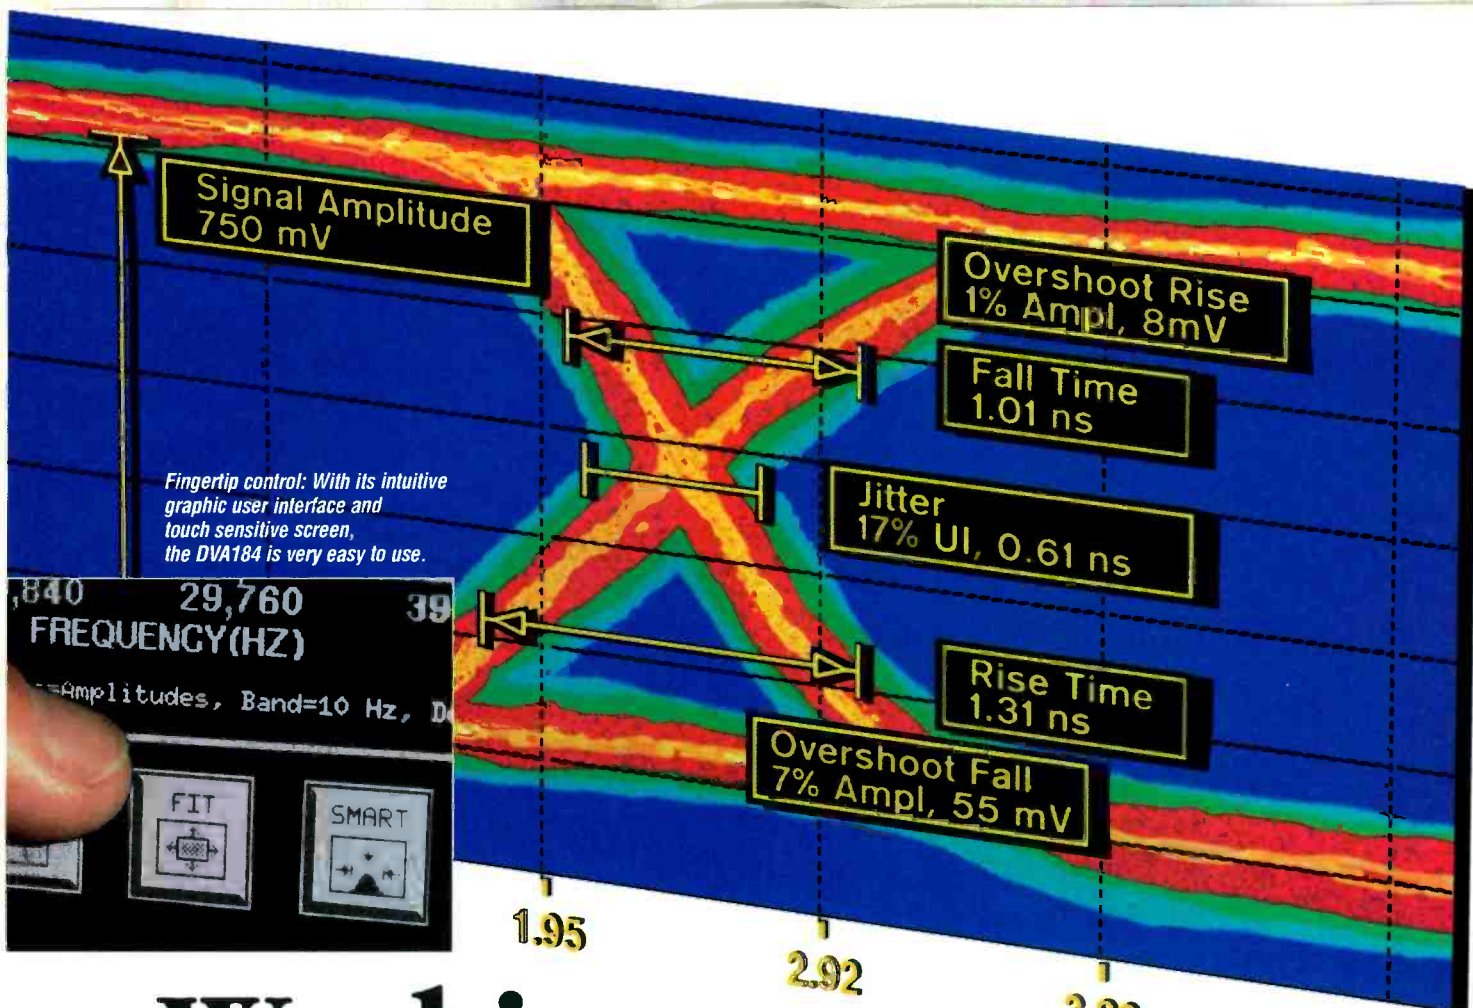 Signal Amplitude
750 mV
Overshoot Rise
1% Ampl, 8mV
Fall Time
1.01 ns
Jitter
17% UI, 0.61 ns
Rise Time
1.31 ns
Overshoot Fall
7% Ampl, 55 mV
Fingertip control: With its intuitive
graphic user interface and
touch sensitive screen,
the DVA184 is very easy to use.
,840 29,760 39
FREQUENCY(HZ)
=Amplitudes, Band=10 Hz,
FIT
SMART
1.95
2.92